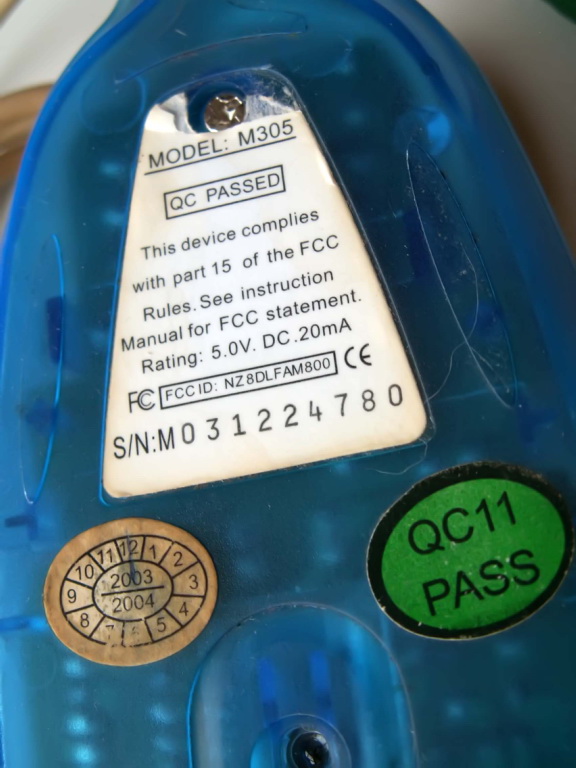 MODEL: M305
QC PASSED
This device complies
with part 15 of the FCC
Rules. See instruction
Manual for FCC statement.
Rating: 5.0V. DC.20mA
FC FCC ID: NZ8DLFAM800 CE
S/N:M031224780
QC11
PASS
11 12 1
10 2
2003
9 3
2004
8 4
7 6 5